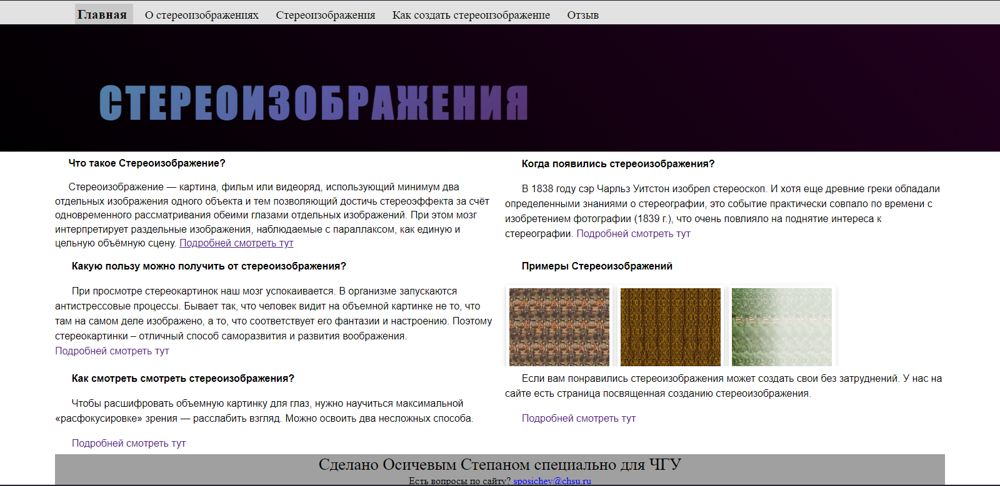 Главная О стереоизображениях Стереоизображения Как создать стереоизображение Отзыв
СТЕРЕОИЗОБРАЖЕНИЯ
Что такое Стереоизображение?
Стереоизображение — картина, фильм или видеоряд, использующий минимум два
отдельных изображения одного объекта и тем позволяющий достичь стереоэффекта за счёт
одновременного рассматривания обеими глазами отдельных изображений. При этом мозг
интерпретирует раздельные изображения, наблюдаемые с параллаксом, как единую и
цельную объёмную сцену. Подробней смотреть тут
Когда появились стереоизображения?
В 1838 году сэр Чарльз Уитстон изобрел стереоскоп. И хотя еще древние греки обладали
определенными знаниями о стереографии, это событие практически совпало по времени с
изобретением фотографии (1839 г.), что очень повлияло на поднятие интереса к
стереографии. Подробней смотреть тут
Какую пользу можно получить от стереоизображения?
При просмотре стереокартинок наш мозг успокаивается. В организме запускаются
антистрессовые процессы. Бывает так, что человек видит на объемной картинке не то, что
там на самом деле изображено, а то, что соответствует его фантазии и настроению. Поэтому
стереокартинки – отличный способ саморазвития и развития воображения.
Подробней смотреть тут
Примеры Стереоизображений
Как смотреть смотреть стереоизображения?
Чтобы расшифровать объемную картинку для глаз, нужно научиться максимальной
«расфокусировке» зрения — расслабить взгляд. Можно освоить два несложных способа.
Подробней смотреть тут
Если вам понравились стереоизображения может создать свои без затруднений. У нас на
сайте есть страница посвященная созданию стереоизображения.
Подробней смотреть тут
Сделано Осичевым Степаном специально для ЧГУ
Есть вопросы по сайту? sposichev@chsu.ru